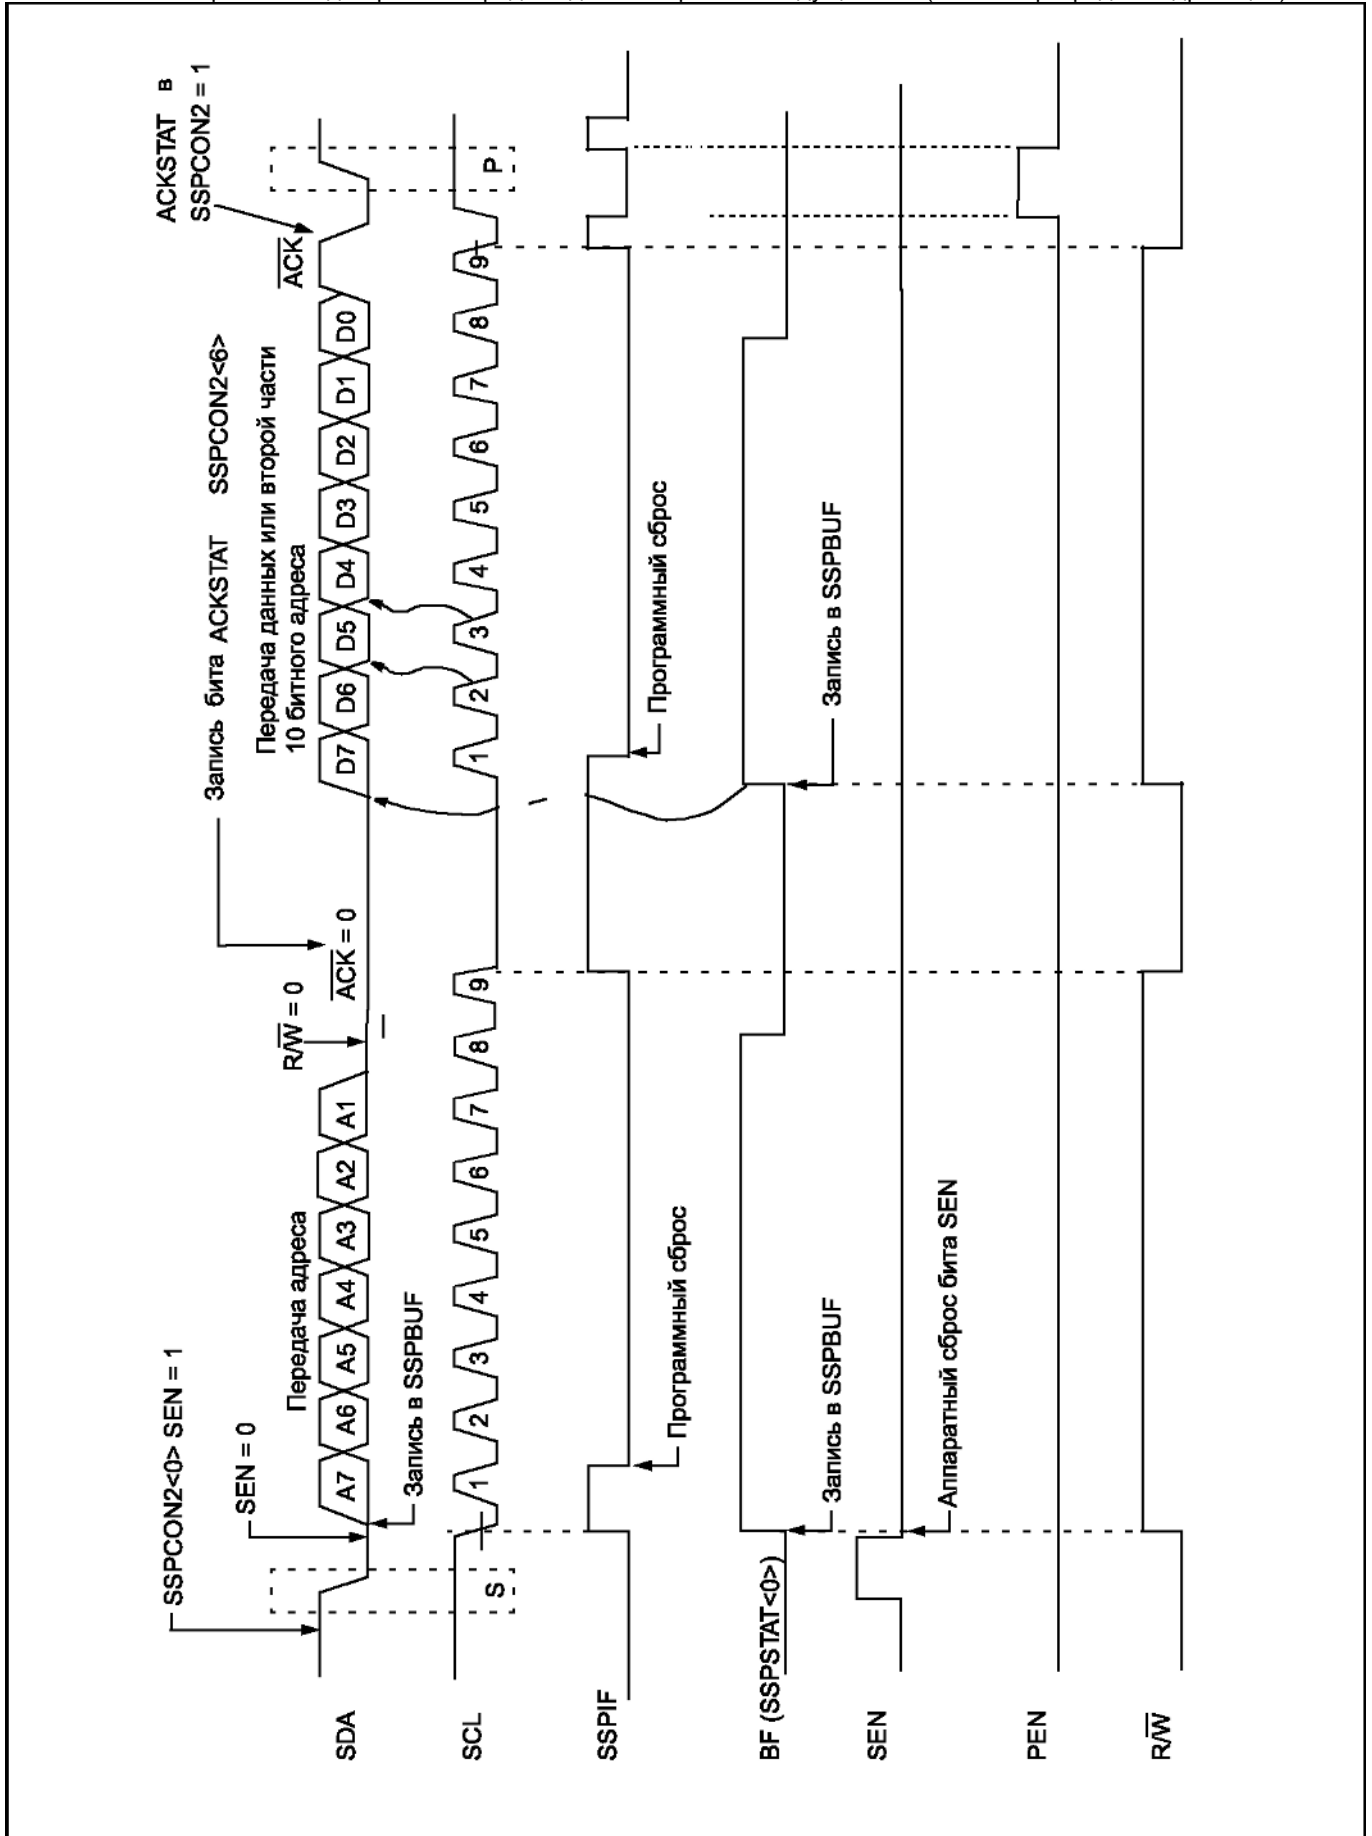 SSPCON2<0> SEN = 1
SEN = 0
Передача адреса
R/W = 0
ACK = 0
Запись бита ACKSTAT SSPCON2<6>
Передача данных или второй части
10 битного адреса
ACK
ACKSTAT в
SSPCON2 = 1
SDA
A7 A6 A5 A4 A3 A2 A1
D7 D6 D5 D4 D3 D2 D1 D0
Запись в SSPBUF
SCL
S
1 2 3 4 5 6 7 8 9
1 2 3 4 5 6 7 8 9
P
SSPIF
Программный сброс
Программный сброс
BF (SSPSTAT<0>)
Запись в SSPBUF
Запись в SSPBUF
SEN
Аппаратный сброс бита SEN
PEN
R/W